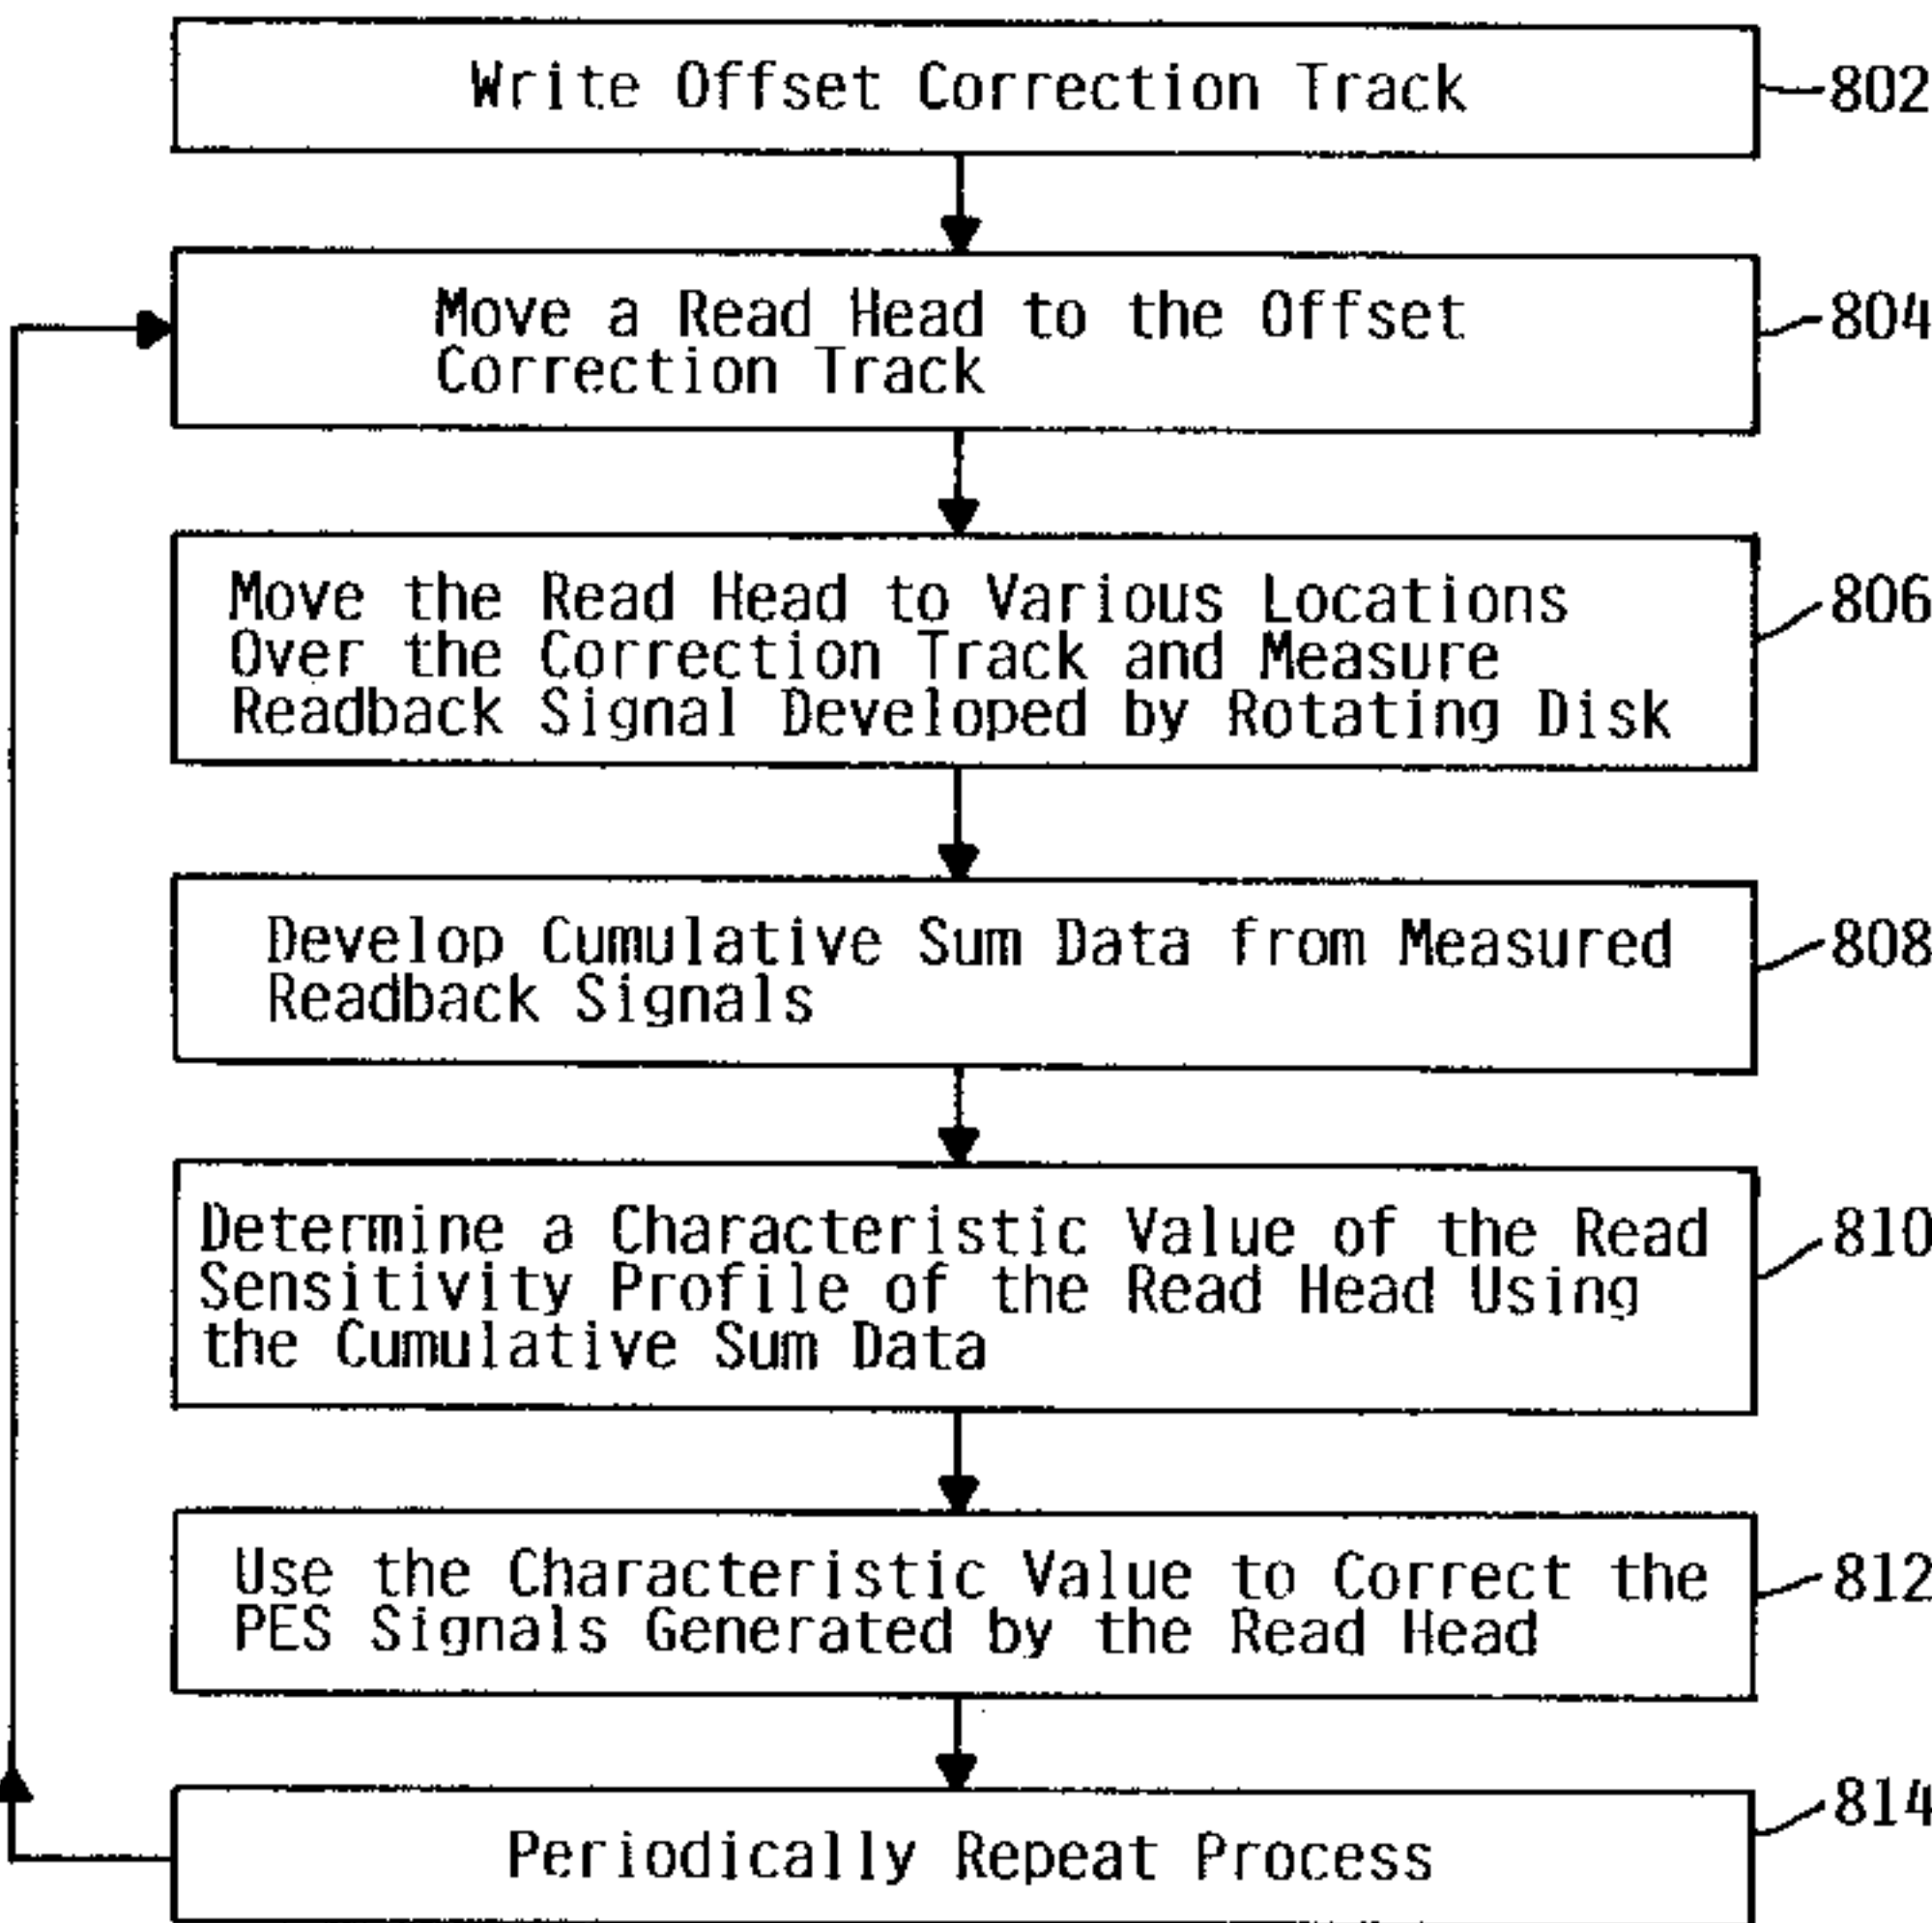 Write Offset Correction Track
802
Move a Read Head to the Offset
Correction Track
804
Move the Read Head to Various Locations
Over the Correction Track and Measure
Readback Signal Developed by Rotating Disk
806
Develop Cumulative Sum Data from Measured
Readback Signals
808
Determine a Characteristic Value of the Read
Sensitivity Profile of the Read Head Using
the Cumulative Sum Data
810
Use the Characteristic Value to Correct the
PES Signals Generated by the Read Head
812
Periodically Repeat Process
814